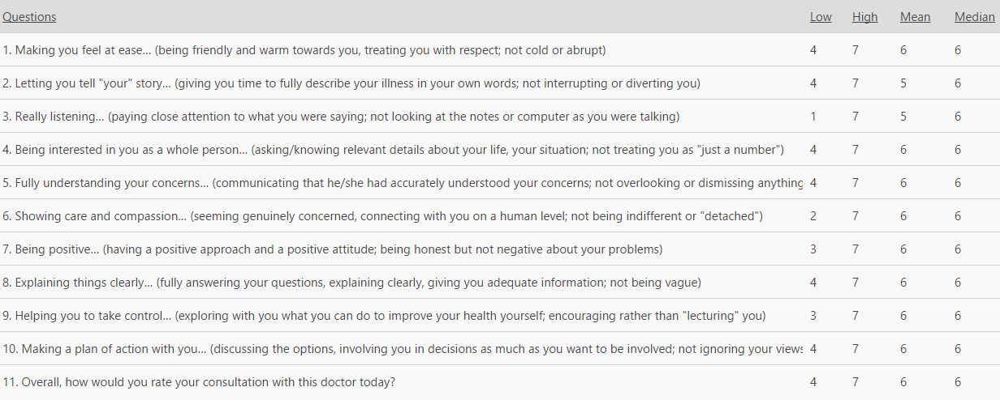 Questions Low High Mean Median
1. Making you feel at ease... (being friendly and warm towards you, treating you with respect; not cold or abrupt) 4 7 6 6
2. Letting you tell "your" story... (giving you time to fully describe your illness in your own words; not interrupting or diverting you) 4 7 5 6
3. Really listening... (paying close attention to what you were saying; not looking at the notes or computer as you were talking) 1 7 5 6
4. Being interested in you as a whole person... (asking/knowing relevant details about your life, your situation; not treating you as "just a number") 4 7 6 6
5. Fully understanding your concerns... (communicating that he/she had accurately understood your concerns; not overlooking or dismissing anything 4 7 6 6
6. Showing care and compassion... (seeming genuinely concerned, connecting with you on a human level; not being indifferent or "detached") 2 7 6 6
7. Being positive... (having a positive approach and a positive attitude; being honest but not negative about your problems) 3 7 6 6
8. Explaining things clearly... (fully answering your questions, explaining clearly, giving you adequate information; not being vague) 4 7 6 6
9. Helping you to take control... (exploring with you what you can do to improve your health yourself; encouraging rather than "lecturing" you) 3 7 6 6
10. Making a plan of action with you... (discussing the options, involving you in decisions as much as you want to be involved; not ignoring your views 4 7 6 6
11. Overall, how would you rate your consultation with this doctor today? 4 7 6 6